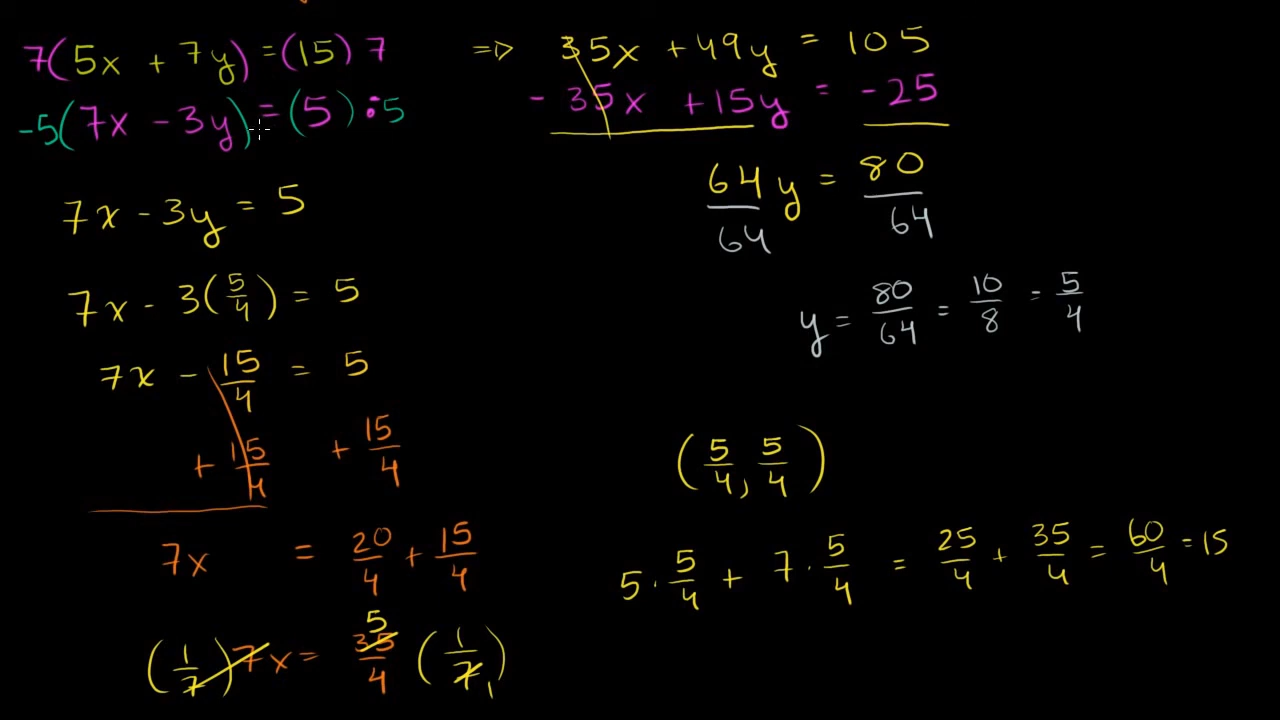 7(5x + 7y) = (15) 7
-5(7x - 3y) = (5) · 5
7x - 3y = 5
7x - 3(5/4) = 5
7x - 15/4 = 5
+ 15/4 + 15/4
7x = 20/4 + 15/4
(1/7) 7x = 35/4 (1/7)
5
1
⇒ 35x + 49y = 105
- 35x + 15y = -25
64y/64 = 80/64
y = 80/64 = 10/8 = 5/4
(5/4, 5/4)
5 · 5/4 + 7 · 5/4 = 25/4 + 35/4 = 60/4 = 15